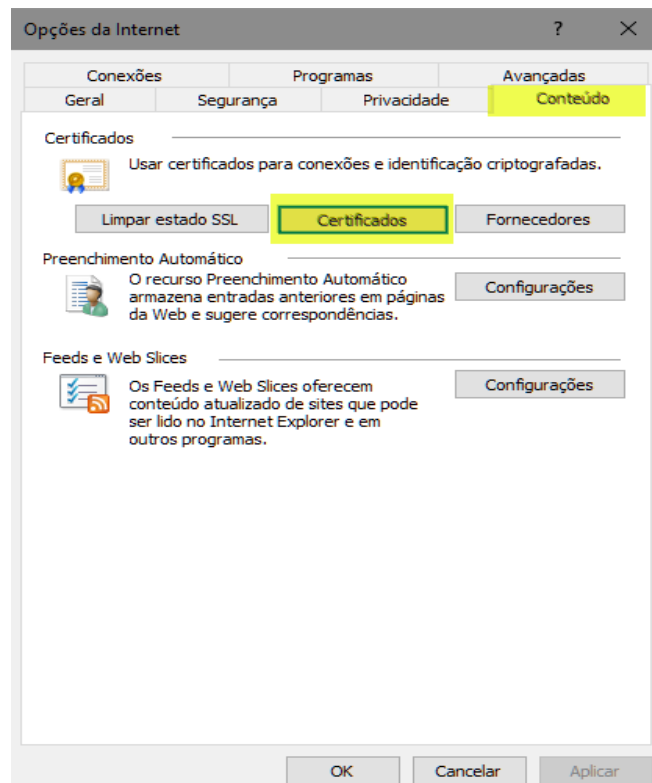 Opções da Internet ?
Conexões Programas Avançadas
Geral Segurança Privacidade Conteúdo
Certificados
Usar certificados para conexões e identificação criptografadas.
Limpar estado SSL Certificados Fornecedores
Preenchimento Automático
O recurso Preenchimento Automático
armazena entradas anteriores em páginas
da Web e sugere correspondências.
Configurações
Feeds e Web Slices
Os Feeds e Web Slices oferecem
conteúdo atualizado de sites que pode
ser lido no Internet Explorer e em
outros programas.
Configurações
OK Cancelar Aplicar